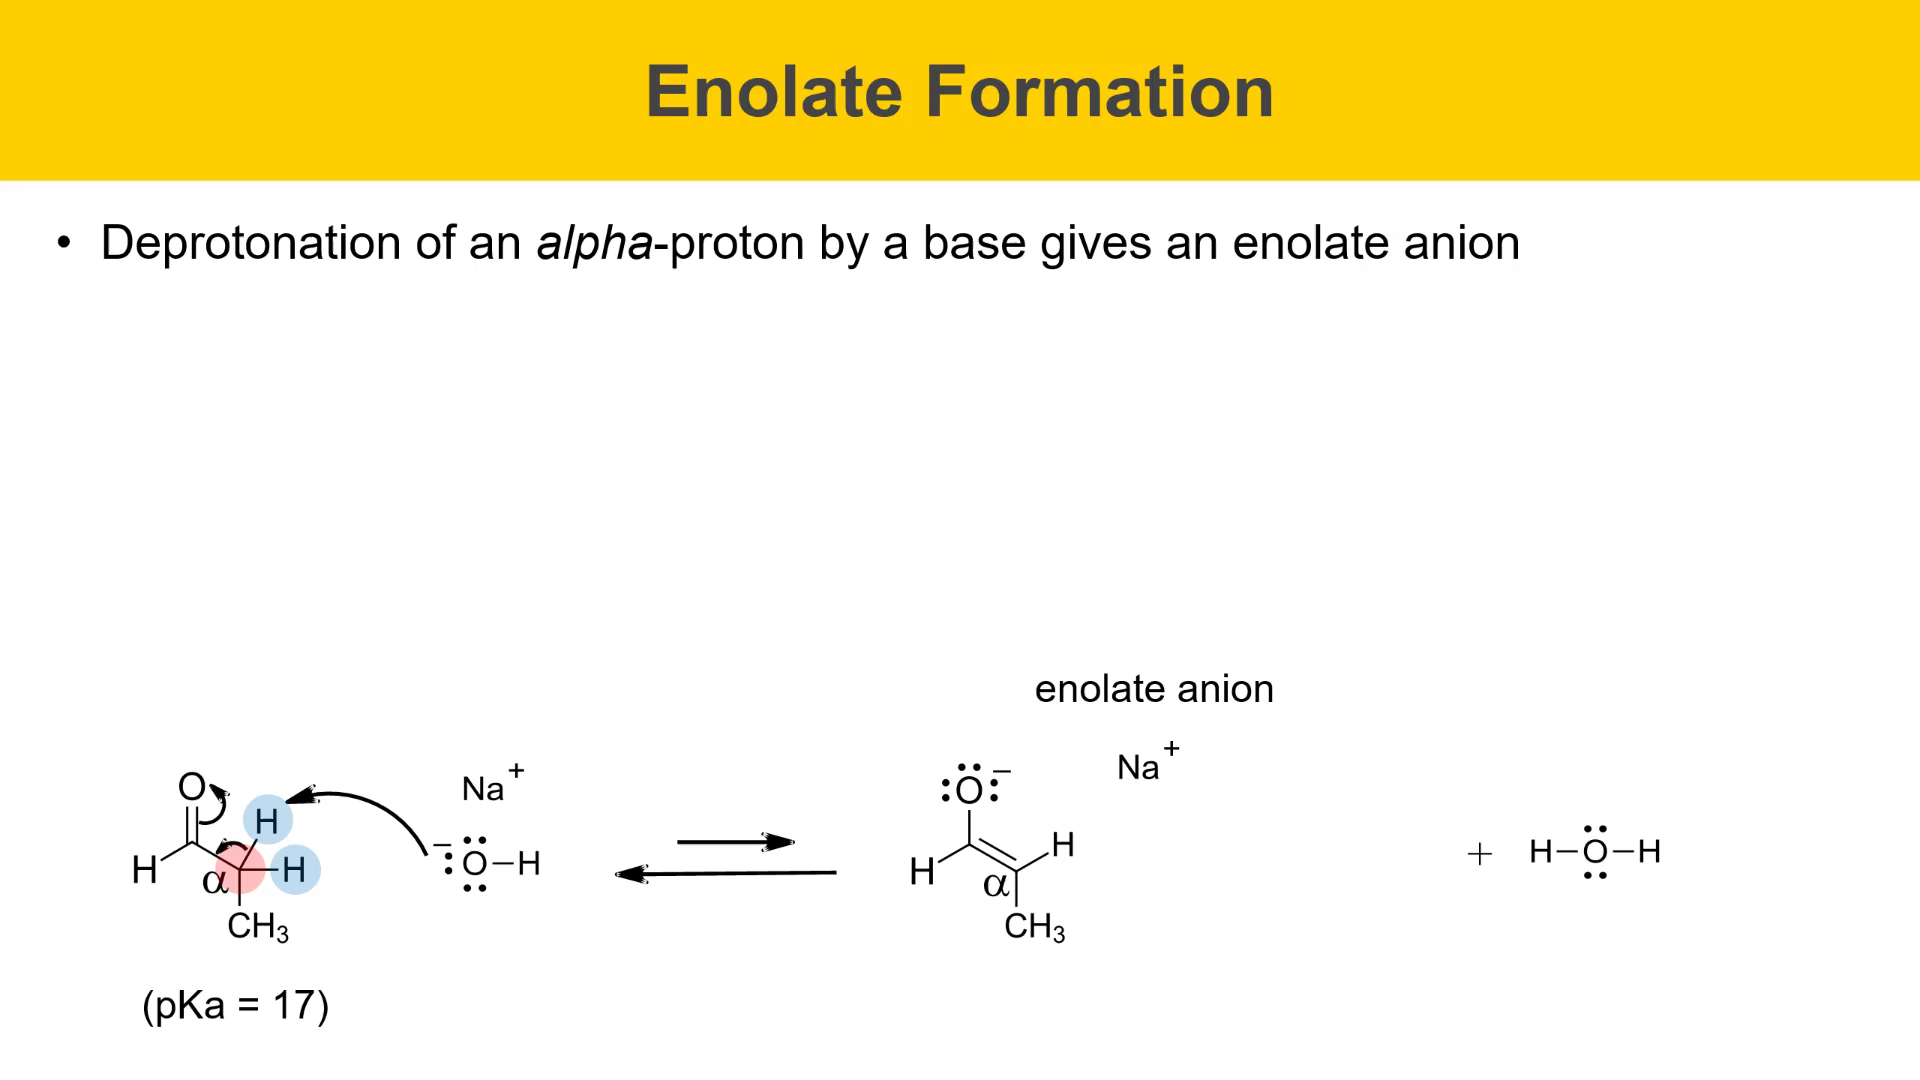 Enolate Formation
• Deprotonation of an alpha-proton by a base gives an enolate anion
enolate anion
O H H α H CH₃
Na⁺
⁻:O–H
:O:⁻ H H α CH₃
Na⁺
+ H–O–H
(pKa = 17)